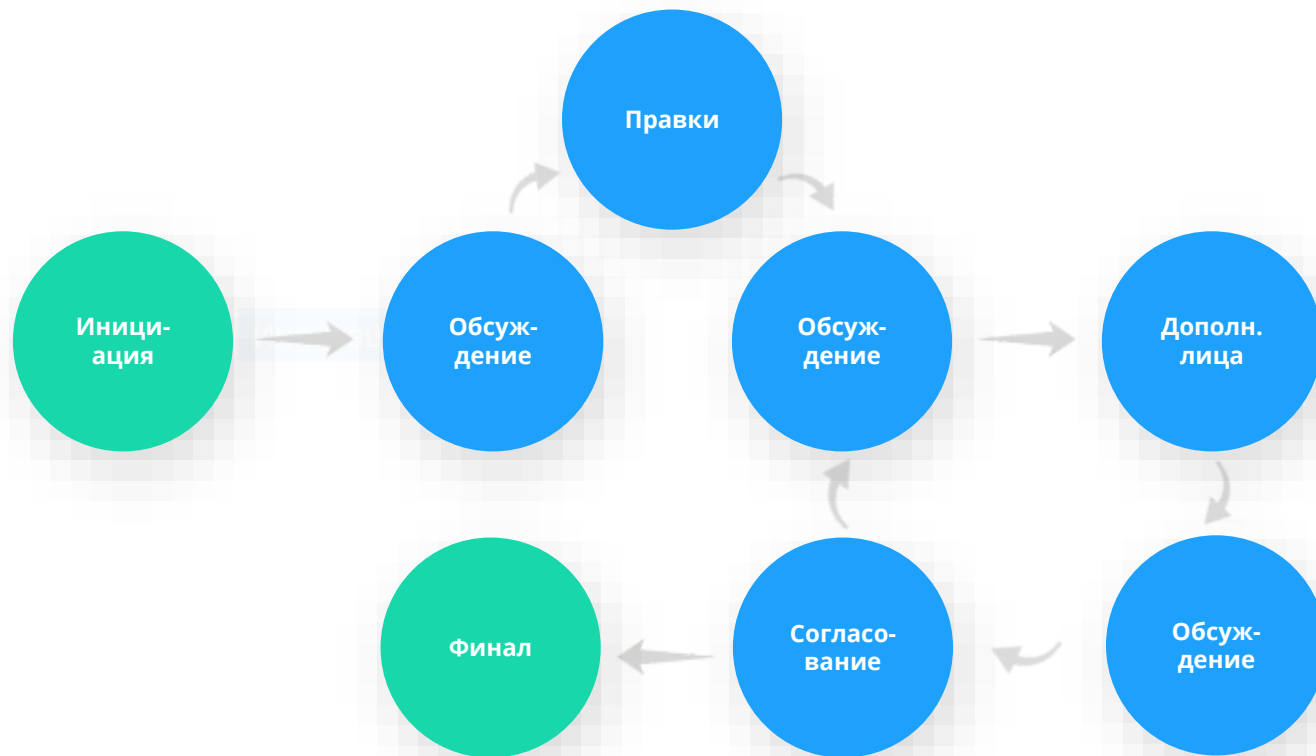 Правки
Иници-
ация
Обсуж-
дение
Обсуж-
дение
Дополн.
лица
Финал
Согласо-
вание
Обсуж-
дение